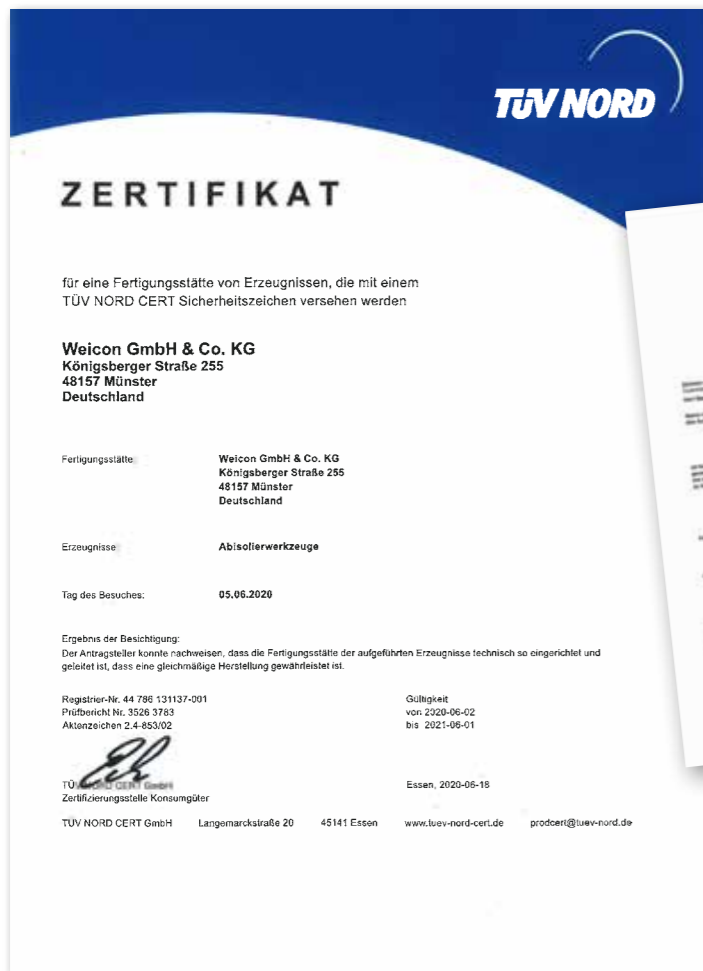 TÜV NORD
ZERTIFIKAT
für eine Fertigungsstätte von Erzeugnissen, die mit einem
TÜV NORD CERT Sicherheitszeichen versehen werden
Weicon GmbH & Co. KG
Königsberger Straße 255
48157 Münster
Deutschland
Fertigungsstätte: Weicon GmbH & Co. KG
Königsberger Straße 255
48157 Münster
Deutschland
Erzeugnisse: Abisolierwerkzeuge
Tag des Besuches: 05.06.2020
Ergebnis der Besichtigung:
Der Antragsteller konnte nachweisen, dass die Fertigungsstätte der aufgeführten Erzeugnisse technisch so eingerichtet und
geleitet ist, dass eine gleichmäßige Herstellung gewährleistet ist.
Registrier-Nr. 44 786 131137-001
Prüfbericht Nr. 3526 3783
Aktenzeichen 2.4-853/02
Gültigkeit
von 2020-06-02
bis 2021-06-01
TÜV NORD CERT GmbH
Zertifizierungsstelle Konsumgüter
Essen, 2020-06-18
TÜV NORD CERT GmbH Langemarckstraße 20 45141 Essen www.tuev-nord-cert.de prodcert@tuev-nord.de